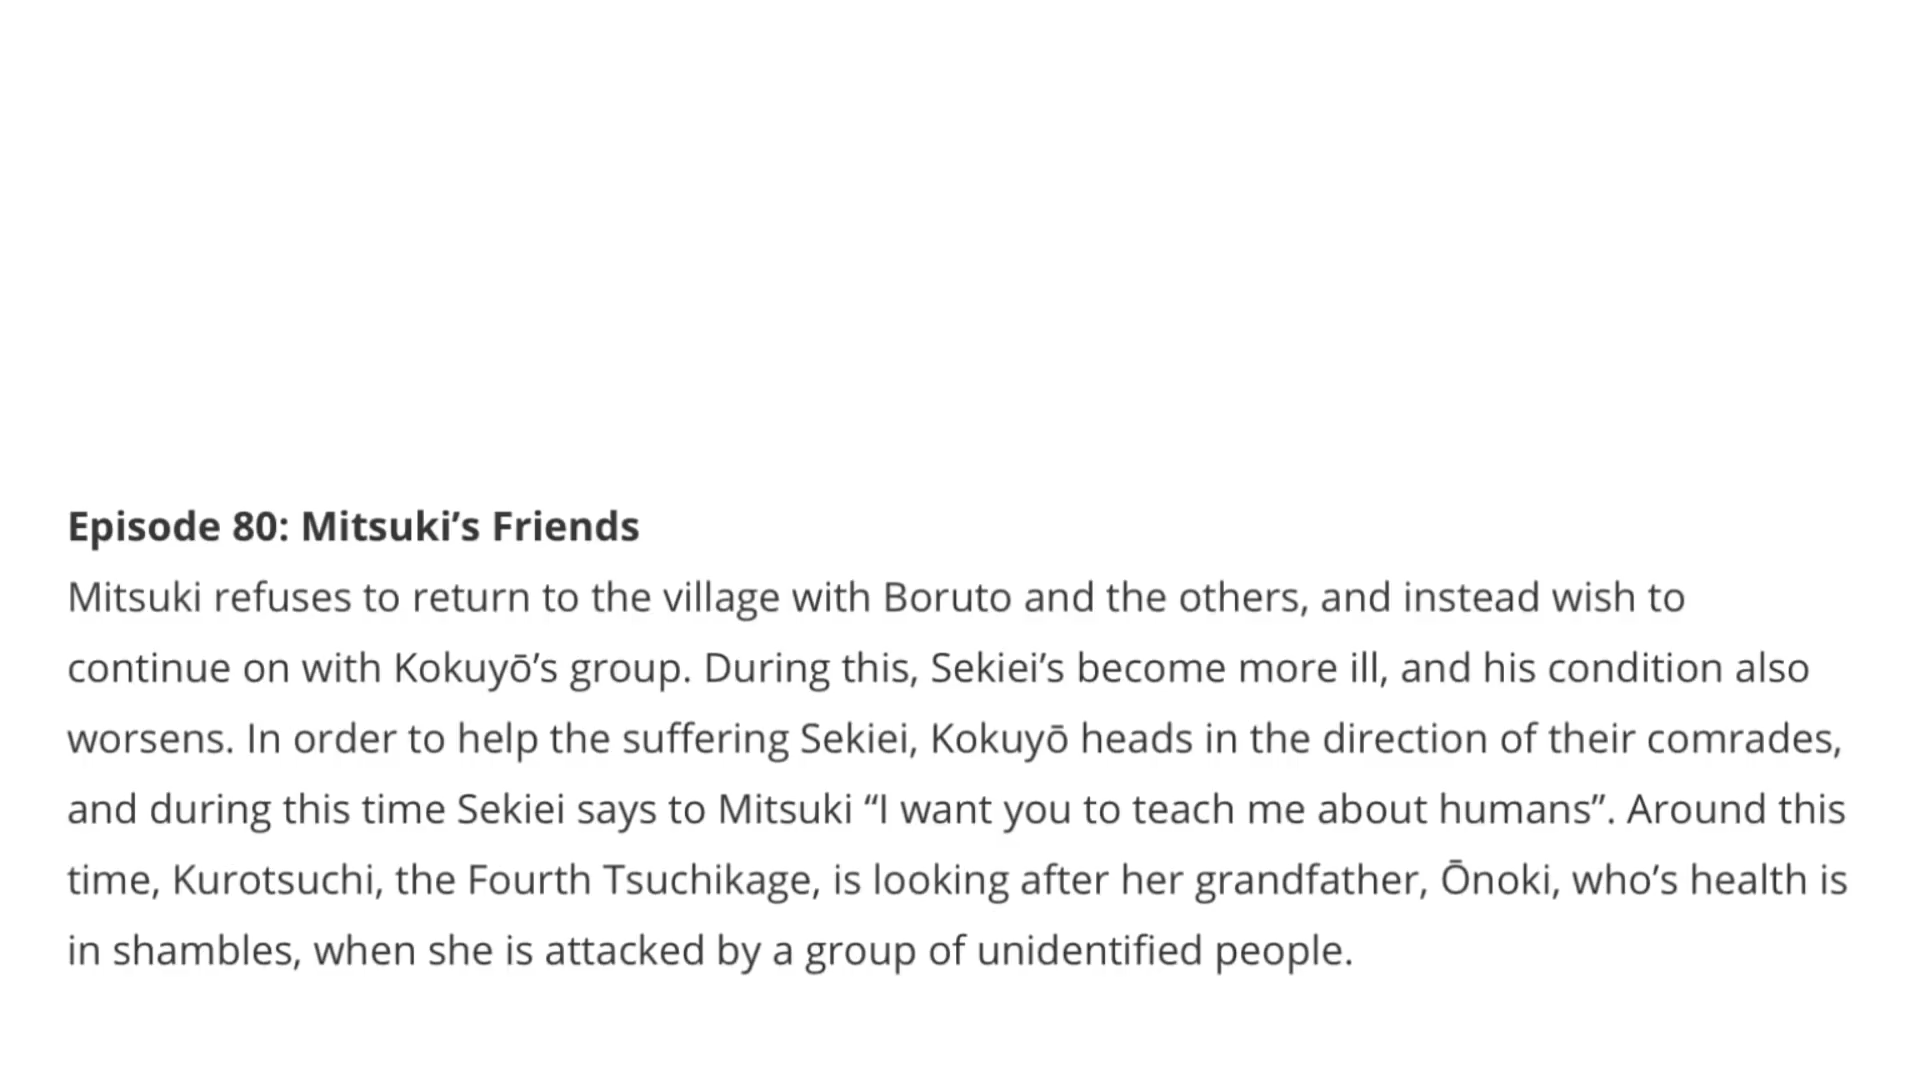 Episode 80: Mitsuki’s Friends
Mitsuki refuses to return to the village with Boruto and the others, and instead wish to
continue on with Kokuyō’s group. During this, Sekiei’s become more ill, and his condition also
worsens. In order to help the suffering Sekiei, Kokuyō heads in the direction of their comrades,
and during this time Sekiei says to Mitsuki “I want you to teach me about humans”. Around this
time, Kurotsuchi, the Fourth Tsuchikage, is looking after her grandfather, Ōnoki, who’s health is
in shambles, when she is attacked by a group of unidentified people.